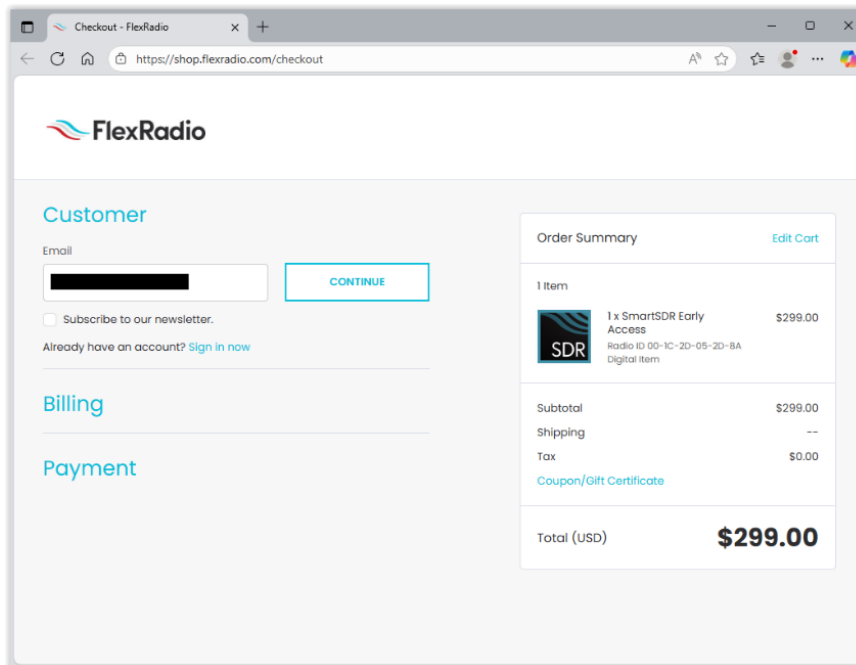 Checkout - FlexRadio
https://shop.flexradio.com/checkout
FlexRadio
Customer
Email
CONTINUE
Subscribe to our newsletter.
Already have an account? Sign in now
Billing
Payment
Order Summary
Edit Cart
1 Item
SDR
1 x SmartSDR Early
Access
$299.00
Radio ID 00-1C-2D-05-2D-8A
Digital Item
Subtotal
$299.00
Shipping
--
Tax
$0.00
Coupon/Gift Certificate
Total (USD)
$299.00